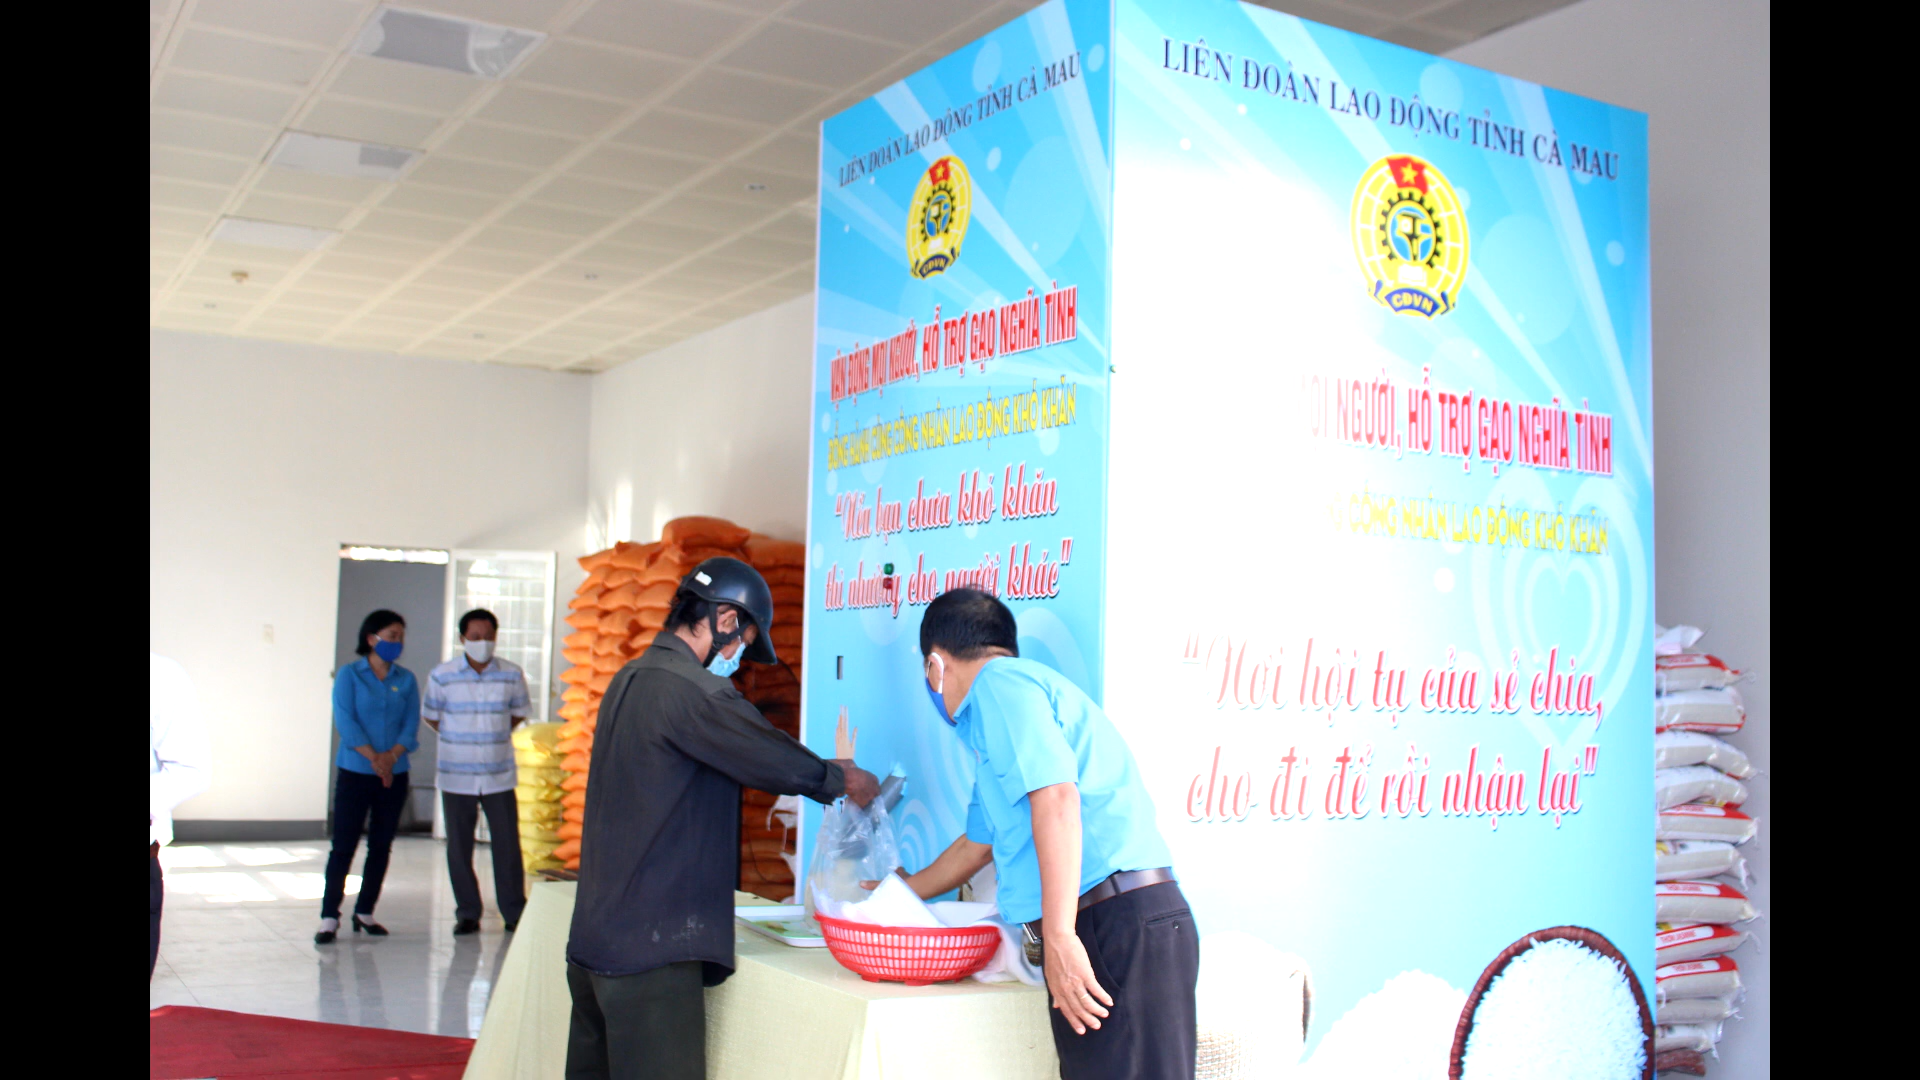 LIÊN ĐOÀN LAO ĐỘNG TỈNH CÀ MAU
CĐVN
VẬN ĐỘNG MỌI NGƯỜI, HỖ TRỢ GẠO NGHĨA TÌNH
ĐỒNG HÀNH CÙNG CÔNG NHÂN LAO ĐỘNG KHÓ KHĂN
"Nếu bạn chưa khó khăn
thì nhường cho người khác"
LIÊN ĐOÀN LAO ĐỘNG TỈNH CÀ MAU
CĐVN
NGƯỜI, HỖ TRỢ GẠO NGHĨA TÌNH
CÔNG NHÂN LAO ĐỘNG KHÓ KHĂN
"Nơi hội tụ của sẻ chia,
cho đi để rồi nhận lại"